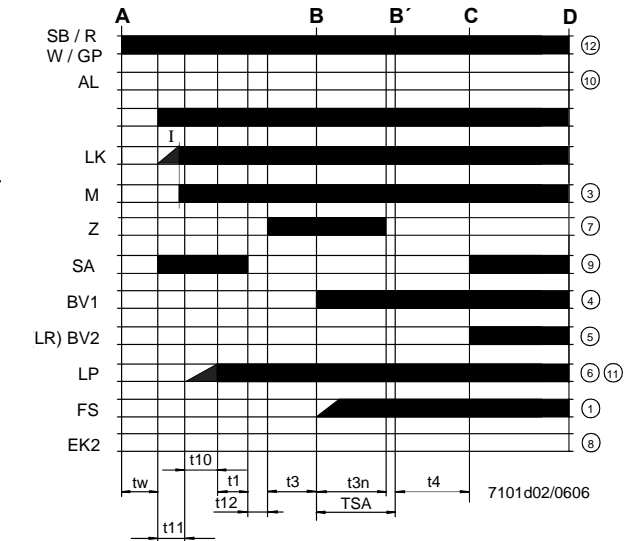 A B B´ C D
SB / R
W / GP
⑫
AL ⑩
I
LK
M ③
Z ⑦
SA ⑨
BV1 ④
LR) BV2 ⑤
LP ⑥ ⑪
FS ①
EK2 ⑧
t10
tw t1 t3 t3n t4
7101d02/0606
t12 TSA
t11